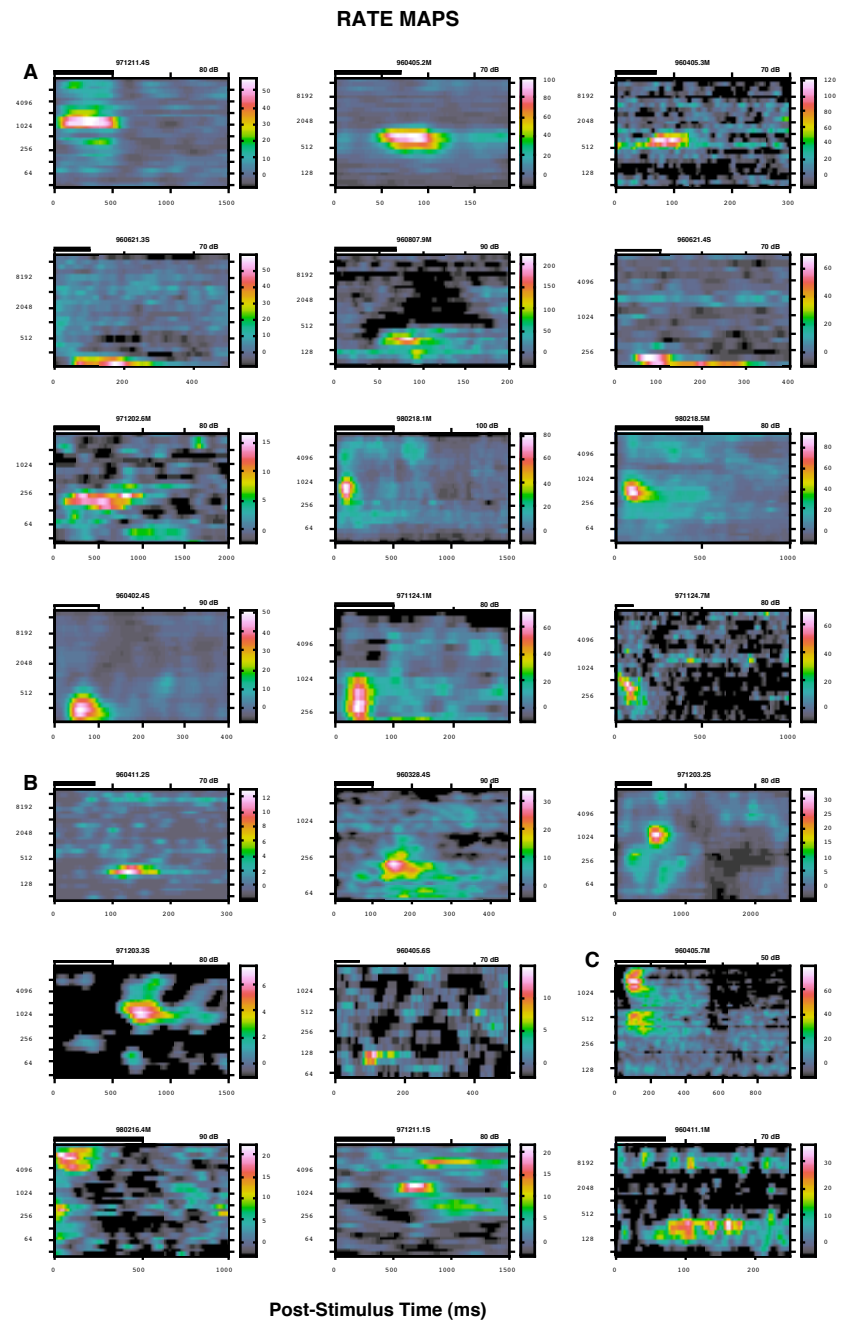 RATE MAPS
A
971211.4S
80 dB
4096
1024
256
64
50
40
30
20
10
0
0 500 1000 1500
960405.2M
70 dB
8192
2048
512
128
100
80
60
40
20
0
0 50 100 150
960405.3M
70 dB
8192
2048
512
128
120
100
80
60
40
20
0
0 100 200 300
960621.3S
70 dB
8192
2048
512
50
40
30
20
10
0
0 200 400
960807.9M
90 dB
8192
2048
512
128
200
150
100
50
0
0 50 100 150 200
960621.4S
70 dB
4096
1024
256
60
40
20
0
0 100 200 300 400
971202.6M
80 dB
1024
256
64
15
10
5
0
0 500 1000 1500 2000
980218.1M
100 dB
4096
1024
256
64
80
60
40
20
0
0 500 1000 1500
980218.5M
80 dB
4096
1024
256
64
80
60
40
20
0
0 500 1000
960402.4S
90 dB
8192
2048
512
50
40
30
20
10
0
0 100 200 300 400
971124.1M
80 dB
4096
1024
256
60
40
20
0
0 100 200
971124.7M
80 dB
4096
1024
256
60
40
20
0
0 500 1000
B
960411.2S
70 dB
8192
2048
512
128
12
10
8
6
4
2
0
0 100 200 300
960328.4S
90 dB
1024
256
64
30
20
10
0
0 100 200 300 400
971203.2S
80 dB
4096
1024
256
64
30
25
20
15
10
5
0
0 1000 2000
971203.3S
80 dB
4096
1024
256
64
6
4
2
0
0 500 1000 1500
960405.6S
70 dB
1024
512
256
128
64
10
5
0
0 200 400
C
960405.7M
50 dB
1024
512
256
128
60
40
20
0
0 200 400 600 800
980216.4M
90 dB
4096
1024
256
64
20
15
10
5
0
0 500 1000
971211.1S
80 dB
4096
1024
256
64
20
15
10
5
0
0 500 1000 1500
960411.1M
70 dB
8192
2048
512
128
30
20
10
0
0 100 200
Post-Stimulus Time (ms)